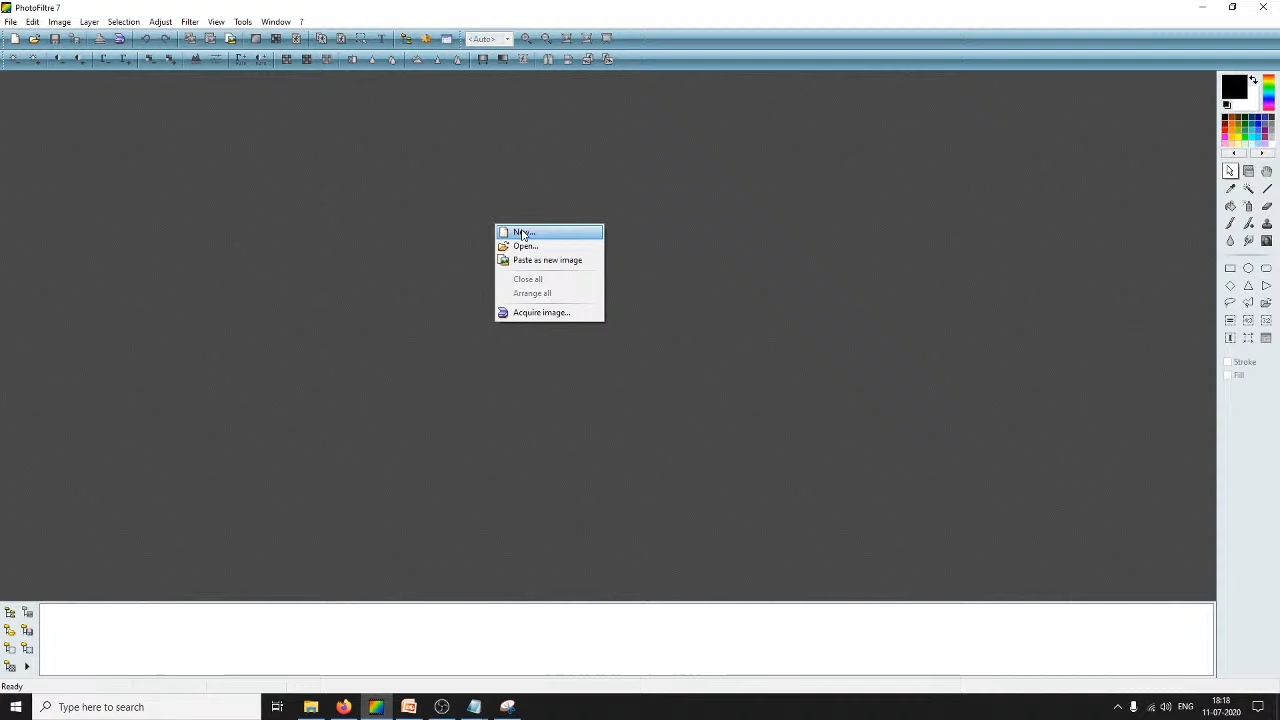 PhotoFiltre 7
File Edit Image Layer Selection Adjust Filter View Tools Window ?
<Auto>
Open...
Paste as new image
Close all
Arrange all
Acquire image...
Stroke
Fill
Ready
Type here to search
ENG
18:18
11-07-2020